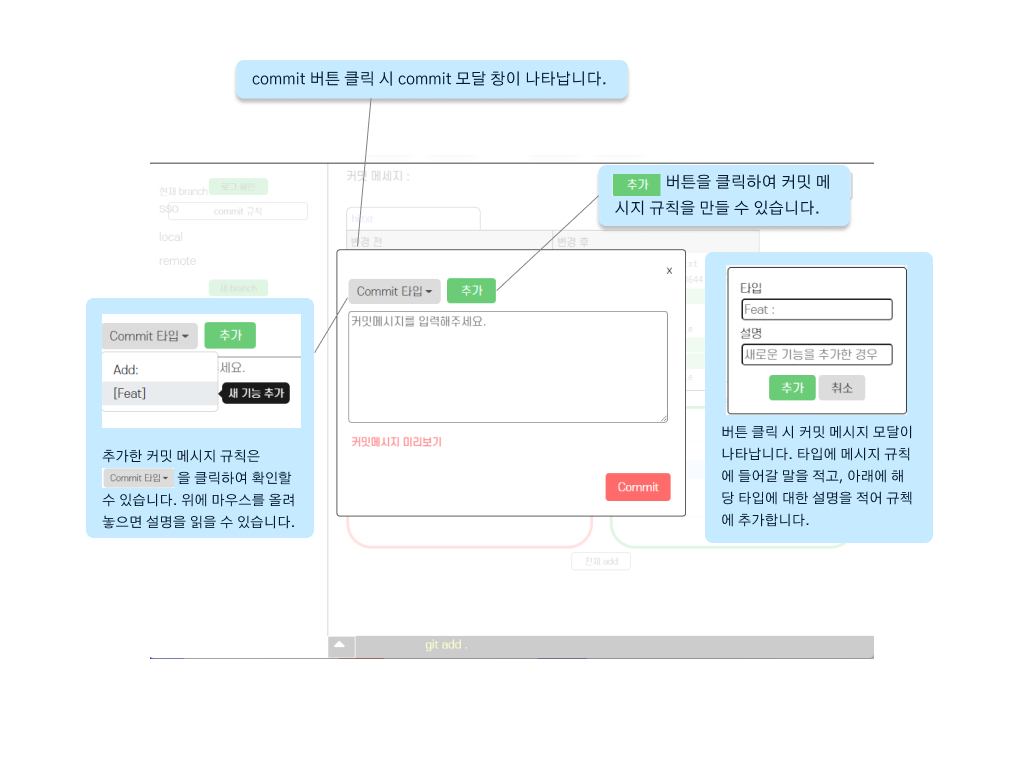 commit 버튼 클릭 시 commit 모달 창이 나타납니다.
커밋 메세지 :
현재 branch
로그 확인
sso
commit 규칙
local
remote
새 branch
추가 버튼을 클릭하여 커밋 메
시지 규칙을 만들 수 있습니다.
변경 전
변경 후
x
Commit 타입
추가
커밋메시지를 입력해주세요.
커밋메시지 미리보기
Commit
전체 add
git add .
Commit 타입
추가
세요.
Add:
[Feat]
새 기능 추가
추가한 커밋 메시지 규칙은
Commit 타입 을 클릭하여 확인할
수 있습니다. 위에 마우스를 올려
놓으면 설명을 읽을 수 있습니다.
타입
Feat :
설명
새로운 기능을 추가한 경우
추가
취소
버튼 클릭 시 커밋 메시지 모달이
나타납니다. 타입에 메시지 규칙
에 들어갈 말을 적고, 아래에 해
당 타입에 대한 설명을 적어 규첵
에 추가합니다.